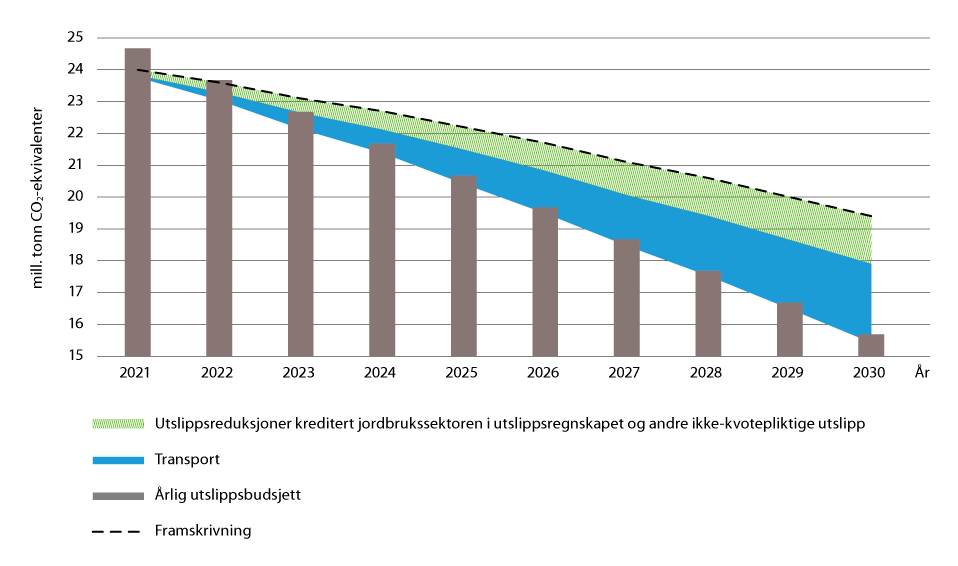 25
24
23
22
21
20
19
18
17
16
15
mill. tonn CO₂-ekvivalenter
2021 2022 2023 2024 2025 2026 2027 2028 2029 2030 År
Utslippsreduksjoner kreditert jordbrukssektoren i utslippsregnskapet og andre ikke-kvotepliktige utslipp
Transport
Årlig utslippsbudsjett
Framskrivning